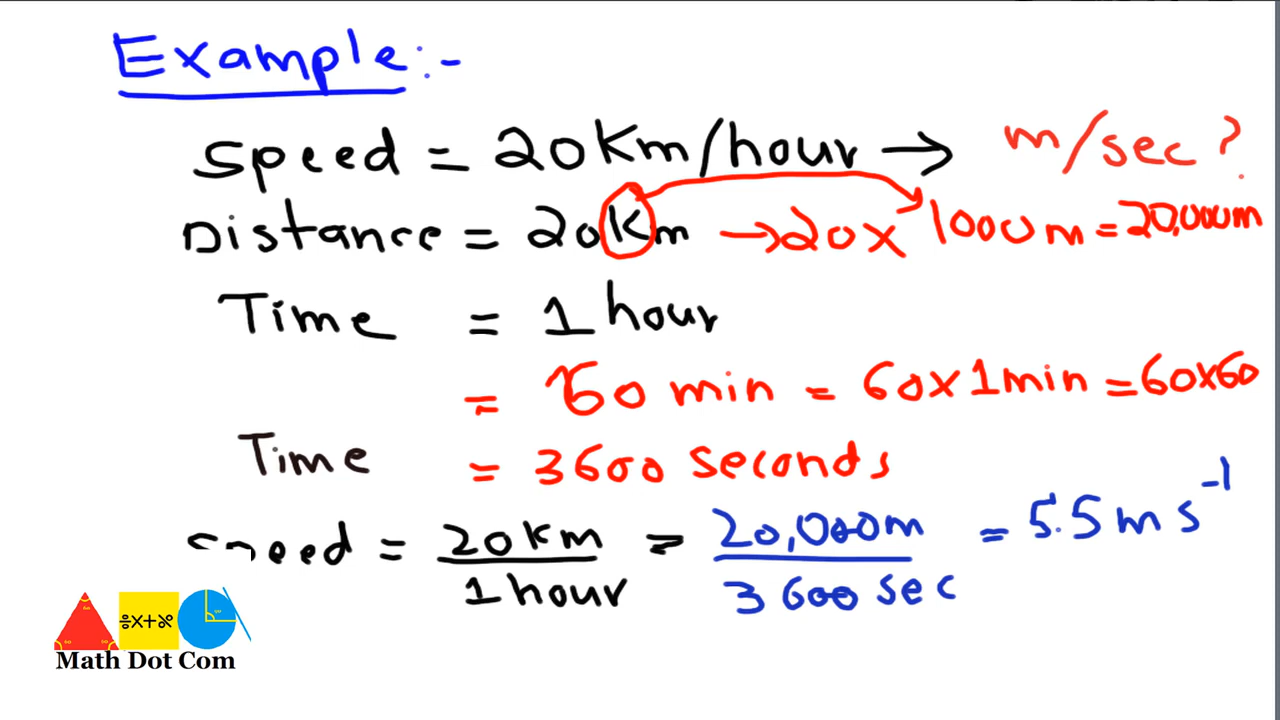 Example:-
Speed = 20Km/hour → m/sec?
Distance = 20Km → 20x 1000m = 20,000m
Time = 1 hour
= 60 min = 60x1min = 60x60
Time = 3600 seconds
Speed = 20km/1hour = 20,000m/3600 sec = 5.5 m s⁻¹
÷x+%
Math Dot Com